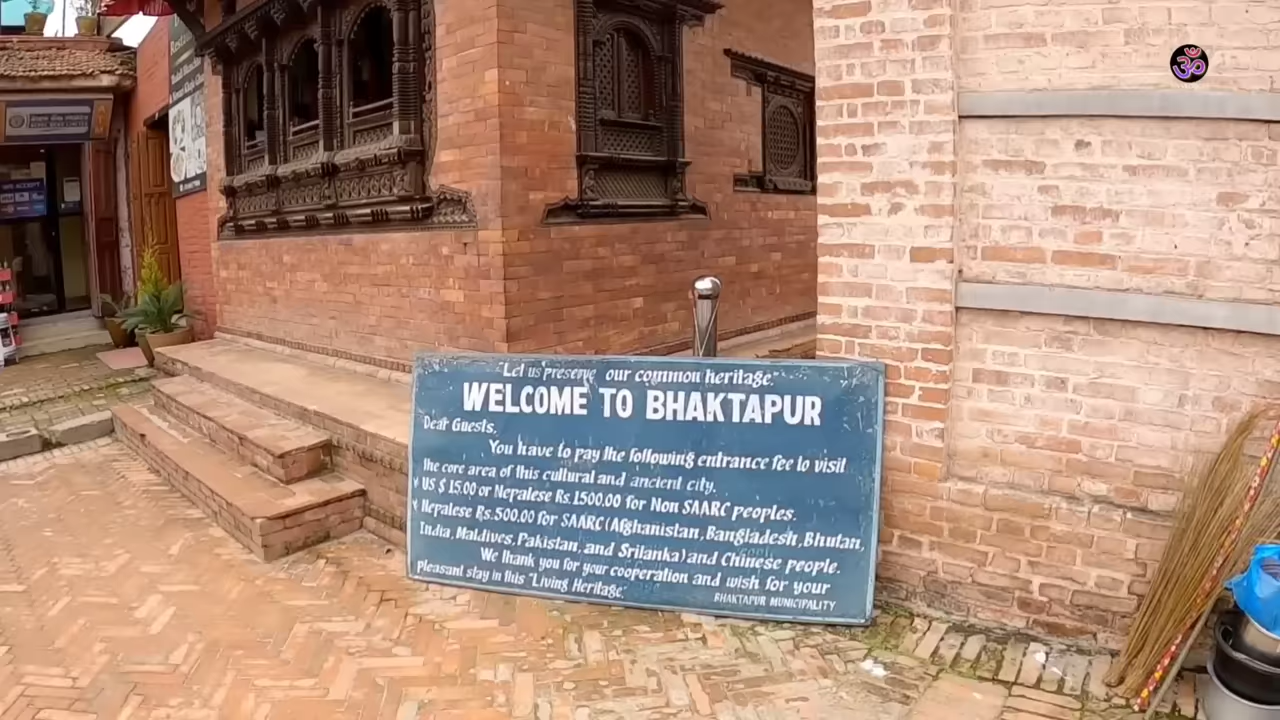 Let us preserve our common heritage."
WELCOME TO BHAKTAPUR
Dear Guests,
You have to pay the following entrance fee to visit
the core area of this cultural and ancient city.
US $ 15.00 or Nepalese Rs.1500.00 for Non SAARC peoples.
Nepalese Rs.500.00 for SAARC (Afghanistan, Bangladesh, Bhutan,
India, Maldives, Pakistan, and Srilanka) and Chinese people.
We thank you for your cooperation and wish for your
Pleasant stay in this "Living Heritage."
BHAKTAPUR MUNICIPALITY
WE ACCEPT
ॐ